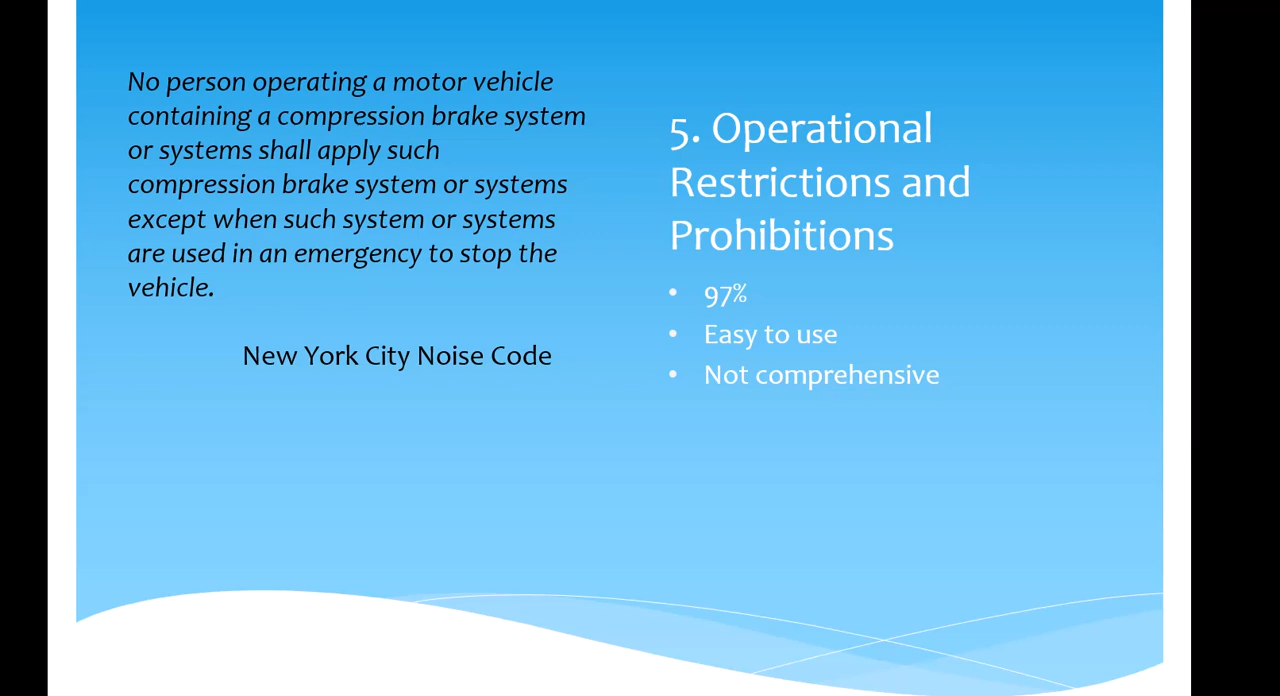 No person operating a motor vehicle
containing a compression brake system
or systems shall apply such
compression brake system or systems
except when such system or systems
are used in an emergency to stop the
vehicle.
New York City Noise Code
5. Operational
Restrictions and
Prohibitions
• 97%
• Easy to use
• Not comprehensive